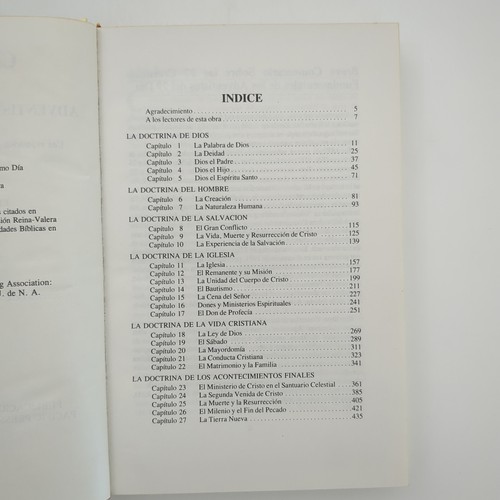 mo Día
a
s citados en
ión Reina-Valera
dades Bíblicas en
g Association:
. de N. A.
INDICE
Agradecimiento 5
A los lectores de esta obra 7
LA DOCTRINA DE DIOS
Capítulo 1 La Palabra de Dios 11
Capítulo 2 La Deidad 25
Capítulo 3 Dios el Padre 37
Capítulo 4 Dios el Hijo 45
Capítulo 5 Dios el Espíritu Santo 71
LA DOCTRINA DEL HOMBRE
Capítulo 6 La Creación 81
Capítulo 7 La Naturaleza Humana 93
LA DOCTRINA DE LA SALVACION
Capítulo 8 El Gran Conflicto 115
Capítulo 9 La Vida, Muerte y Resurrección de Cristo 125
Capítulo 10 La Experiencia de la Salvación 139
LA DOCTRINA DE LA IGLESIA
Capítulo 11 La Iglesia 157
Capítulo 12 El Remanente y su Misión 177
Capítulo 13 La Unidad del Cuerpo de Cristo 199
Capítulo 14 El Bautismo 211
Capítulo 15 La Cena del Señor 227
Capítulo 16 Dones y Ministerios Espirituales 241
Capítulo 17 El Don de Profecía 251
LA DOCTRINA DE LA VIDA CRISTIANA
Capítulo 18 La Ley de Dios 269
Capítulo 19 El Sábado 289
Capítulo 20 La Mayordomía 311
Capítulo 21 La Conducta Cristiana 323
Capítulo 22 El Matrimonio y la Familia 341
LA DOCTRINA DE LOS ACONTECIMIENTOS FINALES
Capítulo 23 El Ministerio de Cristo en el Santuario Celestial 361
Capítulo 24 La Segunda Venida de Cristo 385
Capítulo 25 La Muerte y la Resurrección 405
Capítulo 26 El Milenio y el Fin del Pecado 421
Capítulo 27 La Tierra Nueva 435